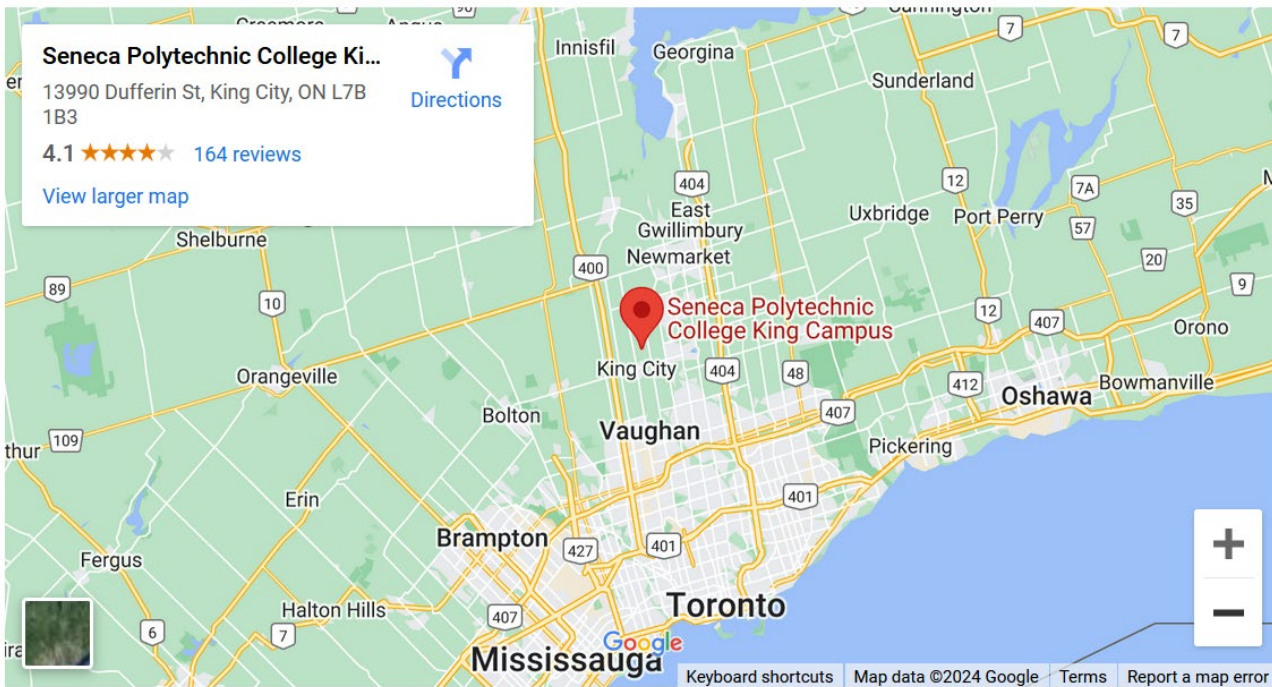 Seneca Polytechnic College Ki...
13990 Dufferin St, King City, ON L7B
1B3
4.1
164 reviews
View larger map
Directions
Innisfil
Georgina
7
7
Sunderland
404
12
7A
East
Gwillimbury
Uxbridge
Port Perry
35
57
Shelburne
Newmarket
20
400
89
10
9
Seneca Polytechnic
College King Campus
12
407
Orono
King City
404
48
Orangeville
412
Bowmanville
Oshawa
Bolton
407
Vaughan
109
Pickering
Erin
401
Brampton
427
401
Fergus
Halton Hills
407
Toronto
6
7
Google
Mississauga
Keyboard shortcuts
Map data ©2024 Google
Terms
Report a map error